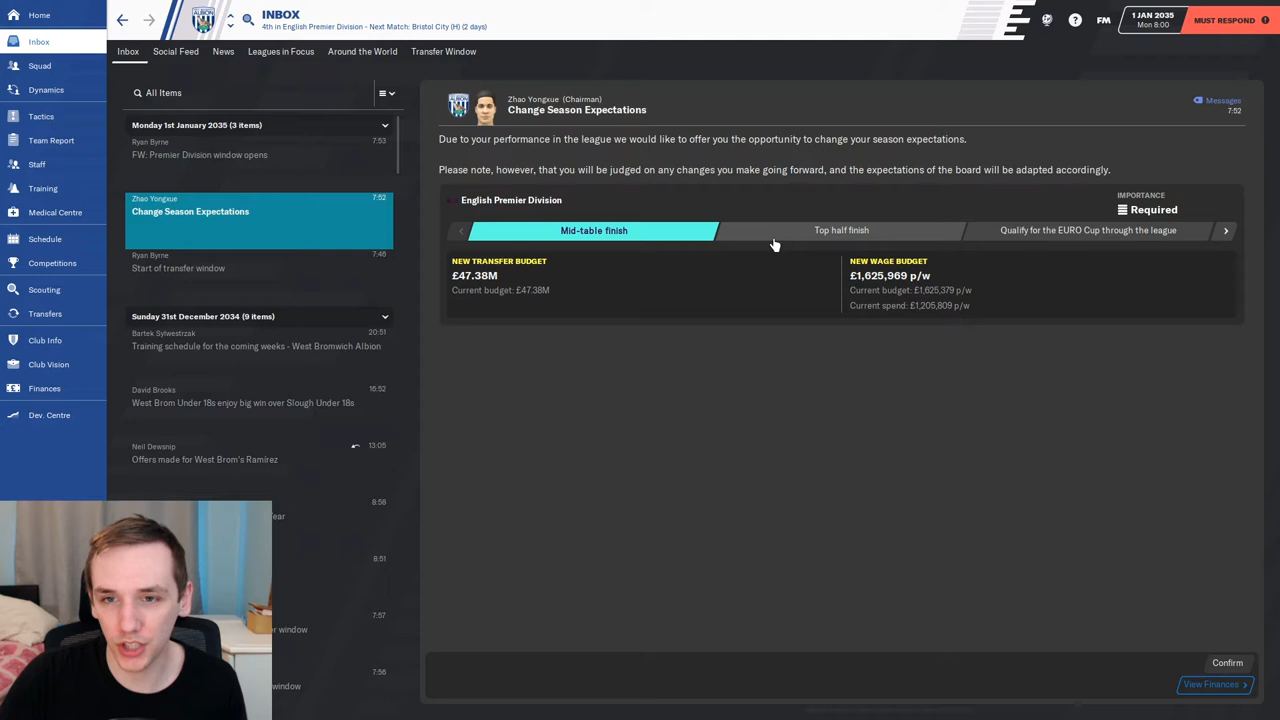 Home
INBOX
4th in English Premier Division - Next Match: Bristol City (H) (2 days)
FM
1 JAN 2035
Mon 8:00
MUST RESPOND
Inbox
Squad
Dynamics
Tactics
Team Report
Staff
Training
Medical Centre
Schedule
Competitions
Scouting
Transfers
Club Info
Club Vision
Finances
Dev. Centre
Inbox
Social Feed
News
Leagues in Focus
Around the World
Transfer Window
All Items
Monday 1st January 2035 (3 items)
Ryan Byrne
7:53
FW: Premier Division window opens
Zhao Yongxue
7:52
Change Season Expectations
Ryan Byrne
7:46
Start of transfer window
Sunday 31st December 2034 (9 items)
Bartek Sylwestrzak
20:51
Training schedule for the coming weeks - West Bromwich Albion
David Brooks
16:52
West Brom Under 18s enjoy big win over Slough Under 18s
Neil Dewsnip
13:05
Offers made for West Brom's Ramírez
8:58
8:51
7:57
window
7:56
window
Zhao Yongxue (Chairman)
Change Season Expectations
Messages
7:52
Due to your performance in the league we would like to offer you the opportunity to change your season expectations.
Please note, however, that you will be judged on any changes you make going forward, and the expectations of the board will be adapted accordingly.
English Premier Division
IMPORTANCE
Required
Mid-table finish
Top half finish
Qualify for the EURO Cup through the league
NEW TRANSFER BUDGET
£47.38M
Current budget: £47.38M
NEW WAGE BUDGET
£1,625,969 p/w
Current budget: £1,625,379 p/w
Current spend: £1,205,809 p/w
Confirm
View Finances